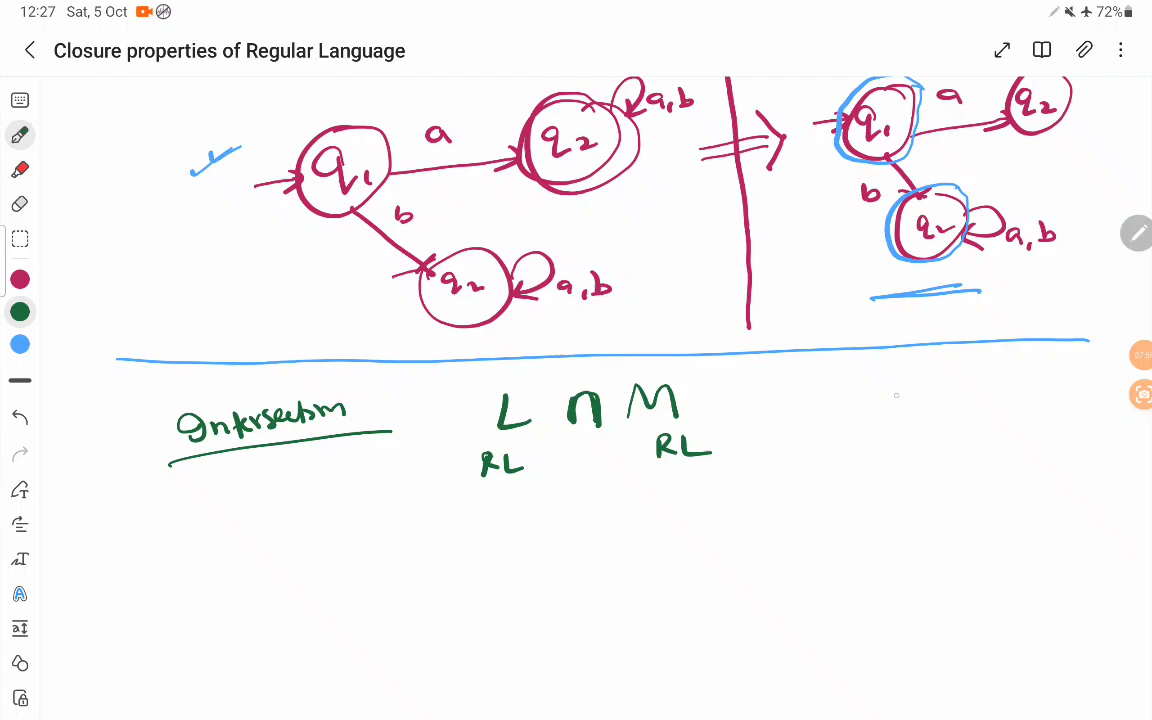 12:27 Sat, 5 Oct 72%
Closure properties of Regular Language
q1 a q2 a,b
b
q2 a,b
⇒
q1 a q2
b
q2 a,b
Intersection L ∩ M
RL RL